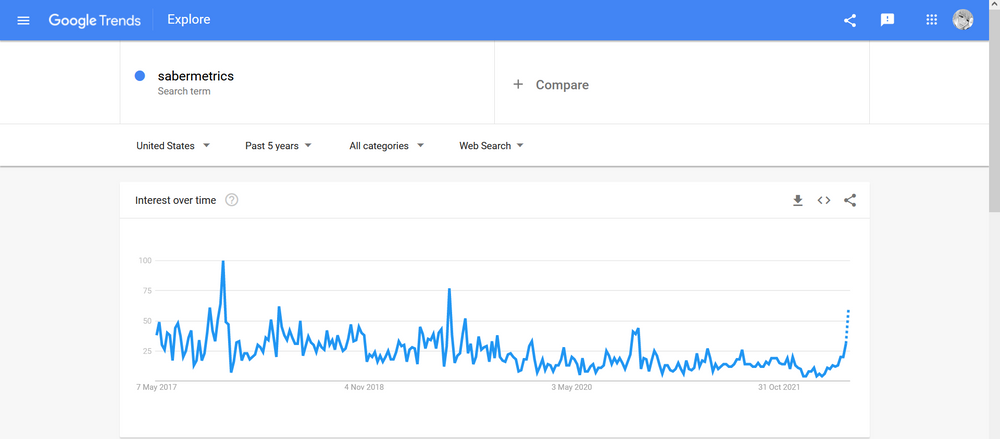 Google Trends Explore
sabermetrics
Search term
+ Compare
United States Past 5 years All categories Web Search
Interest over time ?
100
75
50
25
7 May 2017 4 Nov 2018 3 May 2020 31 Oct 2021